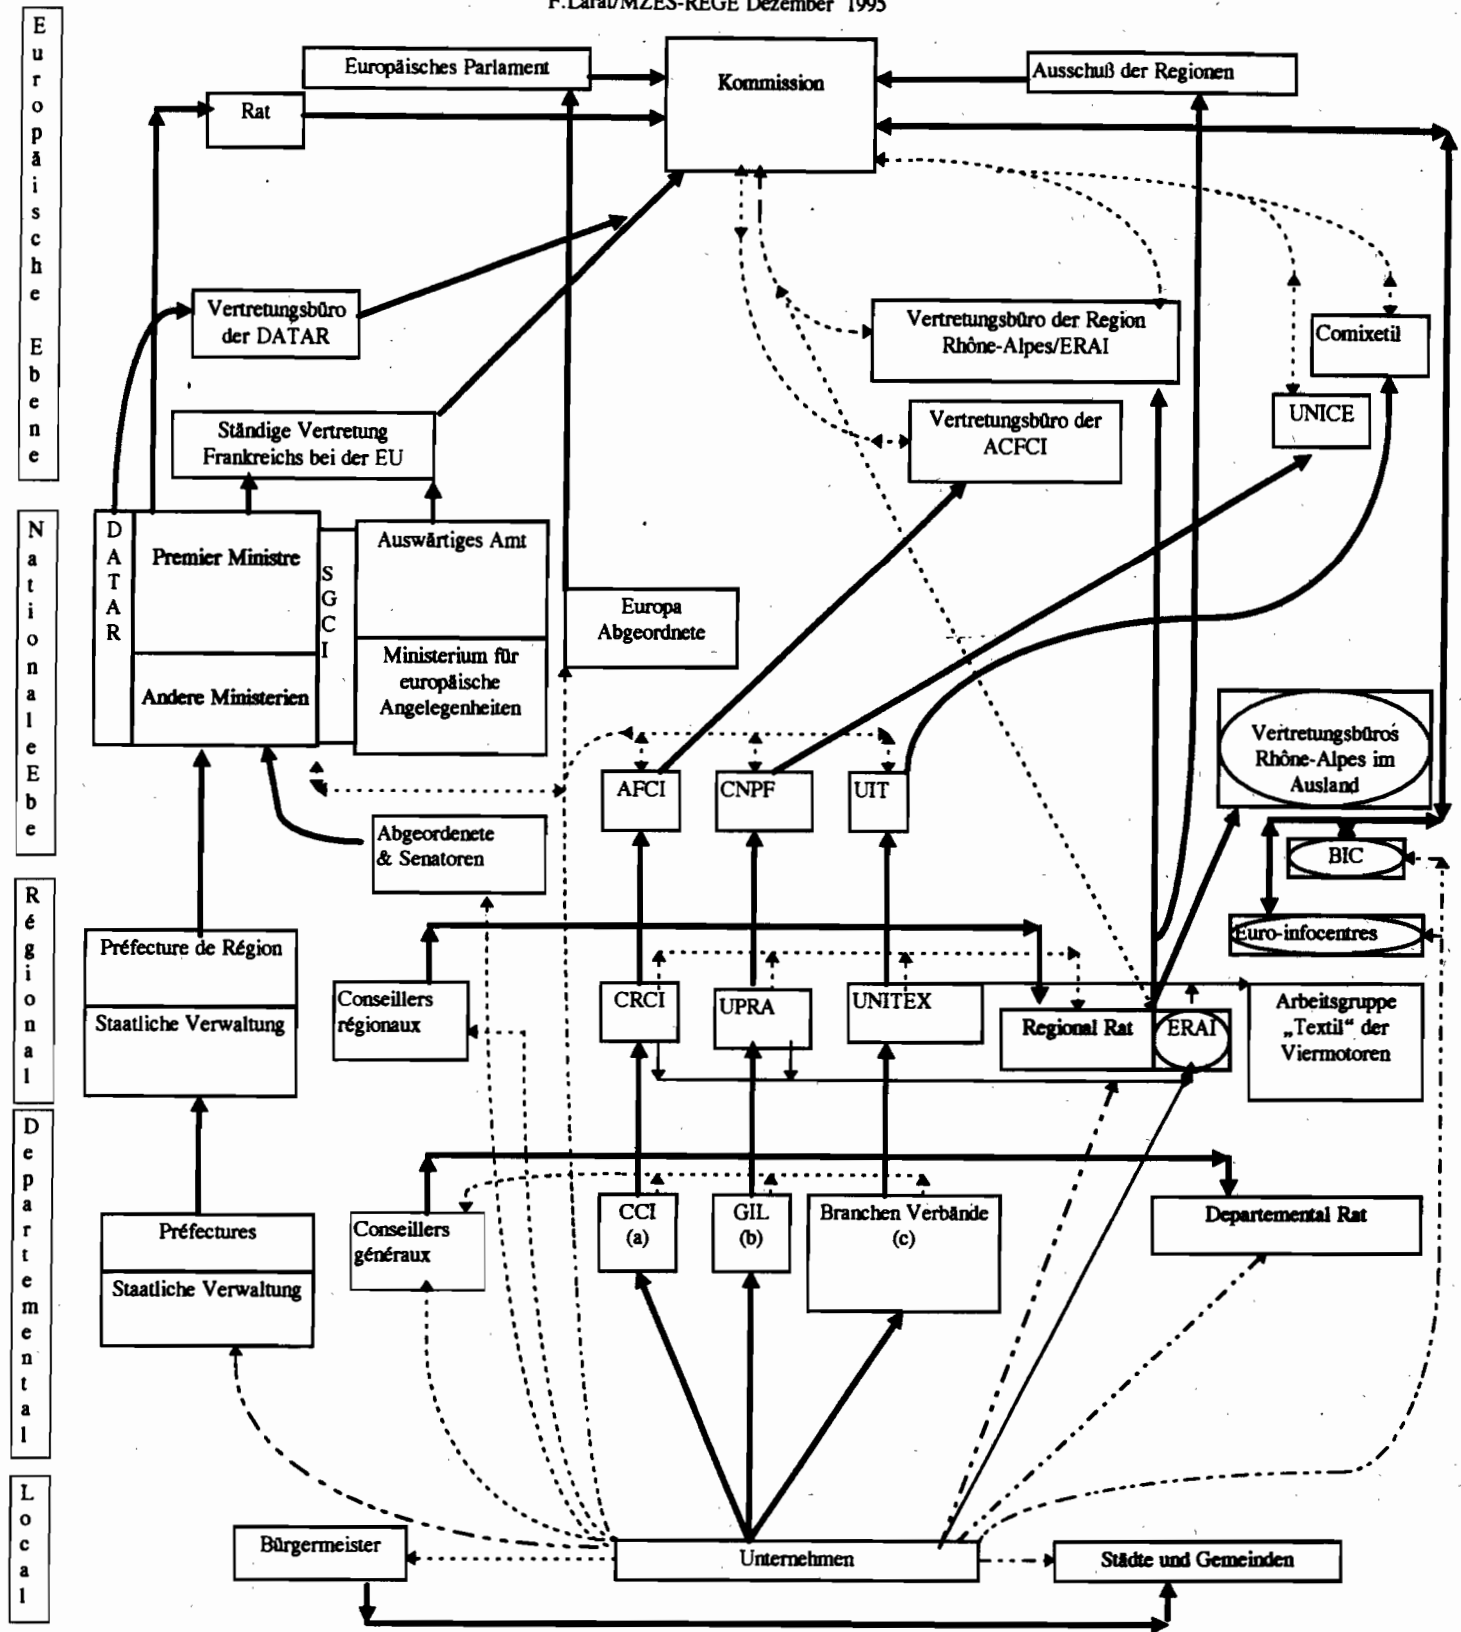 F.Larat/MZES-REGE Dezember 1995
Europäische Ebene
Europäisches Parlament
Kommission
Ausschuß der Regionen
Rat
Vertretungsbüro
der DATAR
Vertretungsbüro der Region
Rhône-Alpes/ERAI
Comixetil
Ständige Vertretung
Frankreichs bei der EU
Vertretungsbüro der
ACFCI
UNICE
NationaleEbe
DATAR
Premier Ministre
SGCI
Auswärtiges Amt
Europa
Abgeordnete
Andere Ministerien
Ministerium für
europäische
Angelegenheiten
Vertretungsbüros
Rhône-Alpes im
Ausland
AFCI
CNPF
UIT
Abgeordenete
& Senatoren
BIC
Régional
Préfecture de Région
Staatliche Verwaltung
Conseillers
régionaux
CRCI
UPRA
UNITEX
Regional Rat
ERAI
Euro-infocentres
Arbeitsgruppe
„Textil“ der
Viermotoren
Departemental
Préfectures
Staatliche Verwaltung
Conseillers
généraux
CCI
(a)
GIL
(b)
Branchen Verbände
(c)
Departemental Rat
Local
Bürgermeister
Unternehmen
Städte und Gemeinden